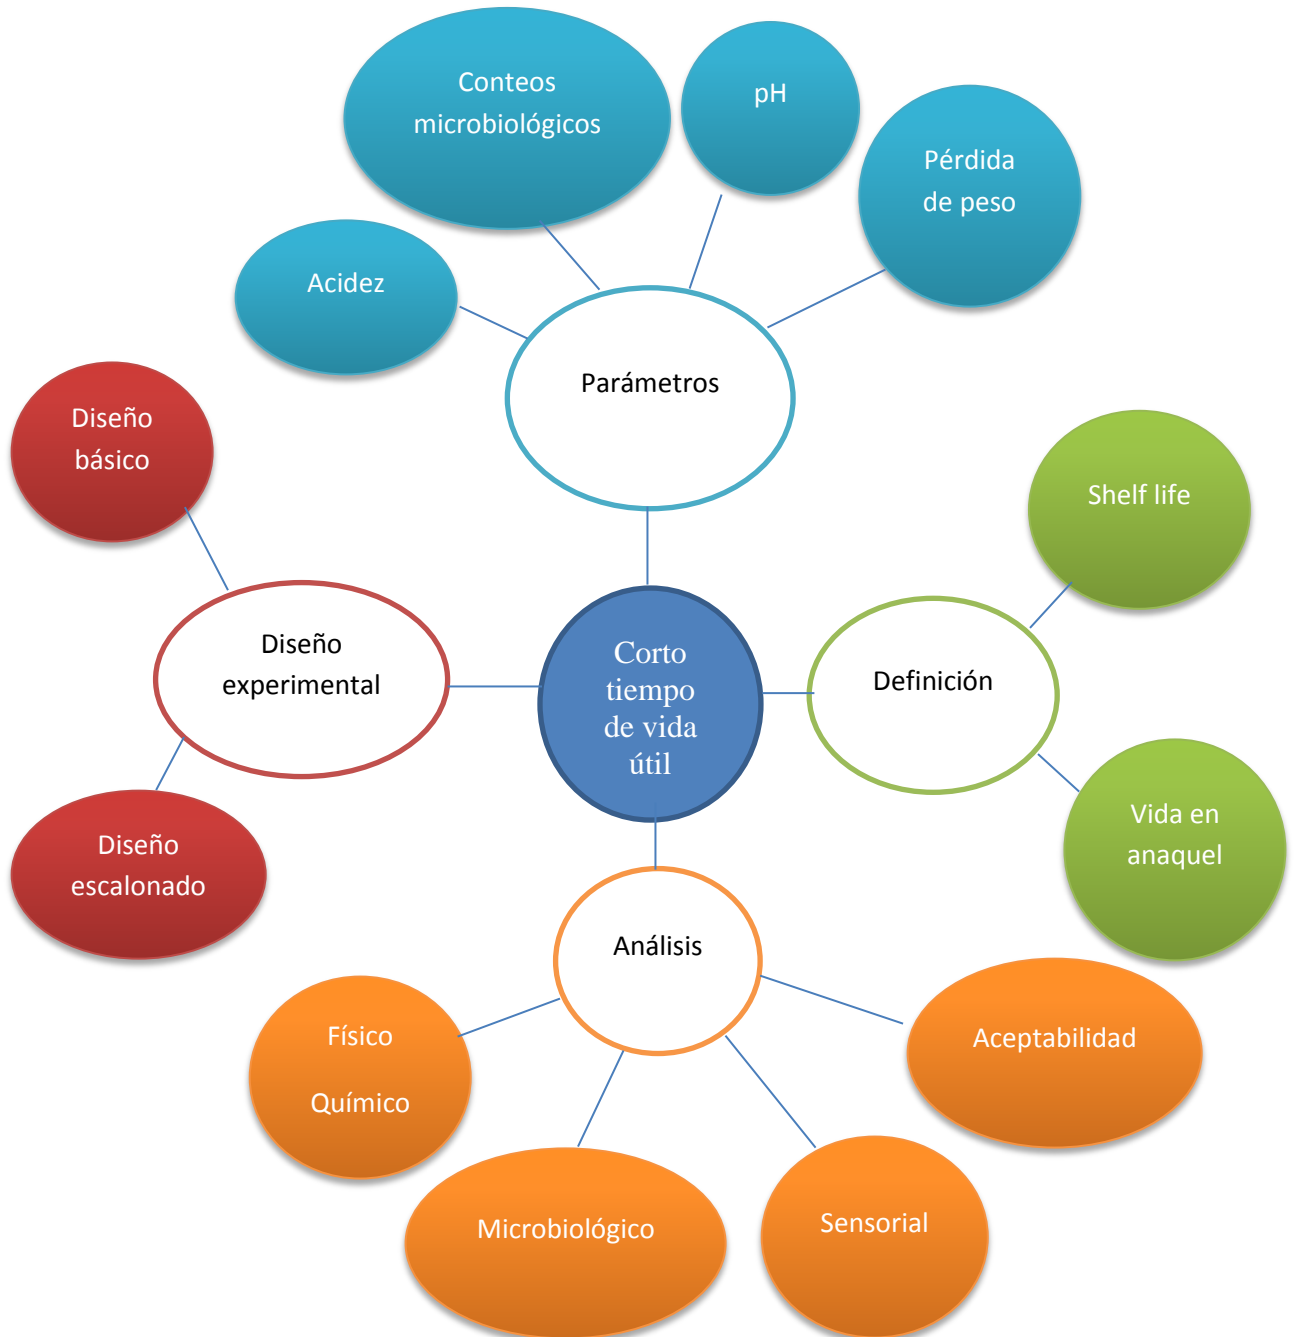 Conteos
microbiológicos
pH
Pérdida
de peso
Acidez
Parámetros
Diseño
básico
Shelf life
Diseño
experimental
Corto
tiempo
de vida
útil
Definición
Diseño
escalonado
Vida en
anaquel
Análisis
Físico
Químico
Aceptabilidad
Microbiológico
Sensorial